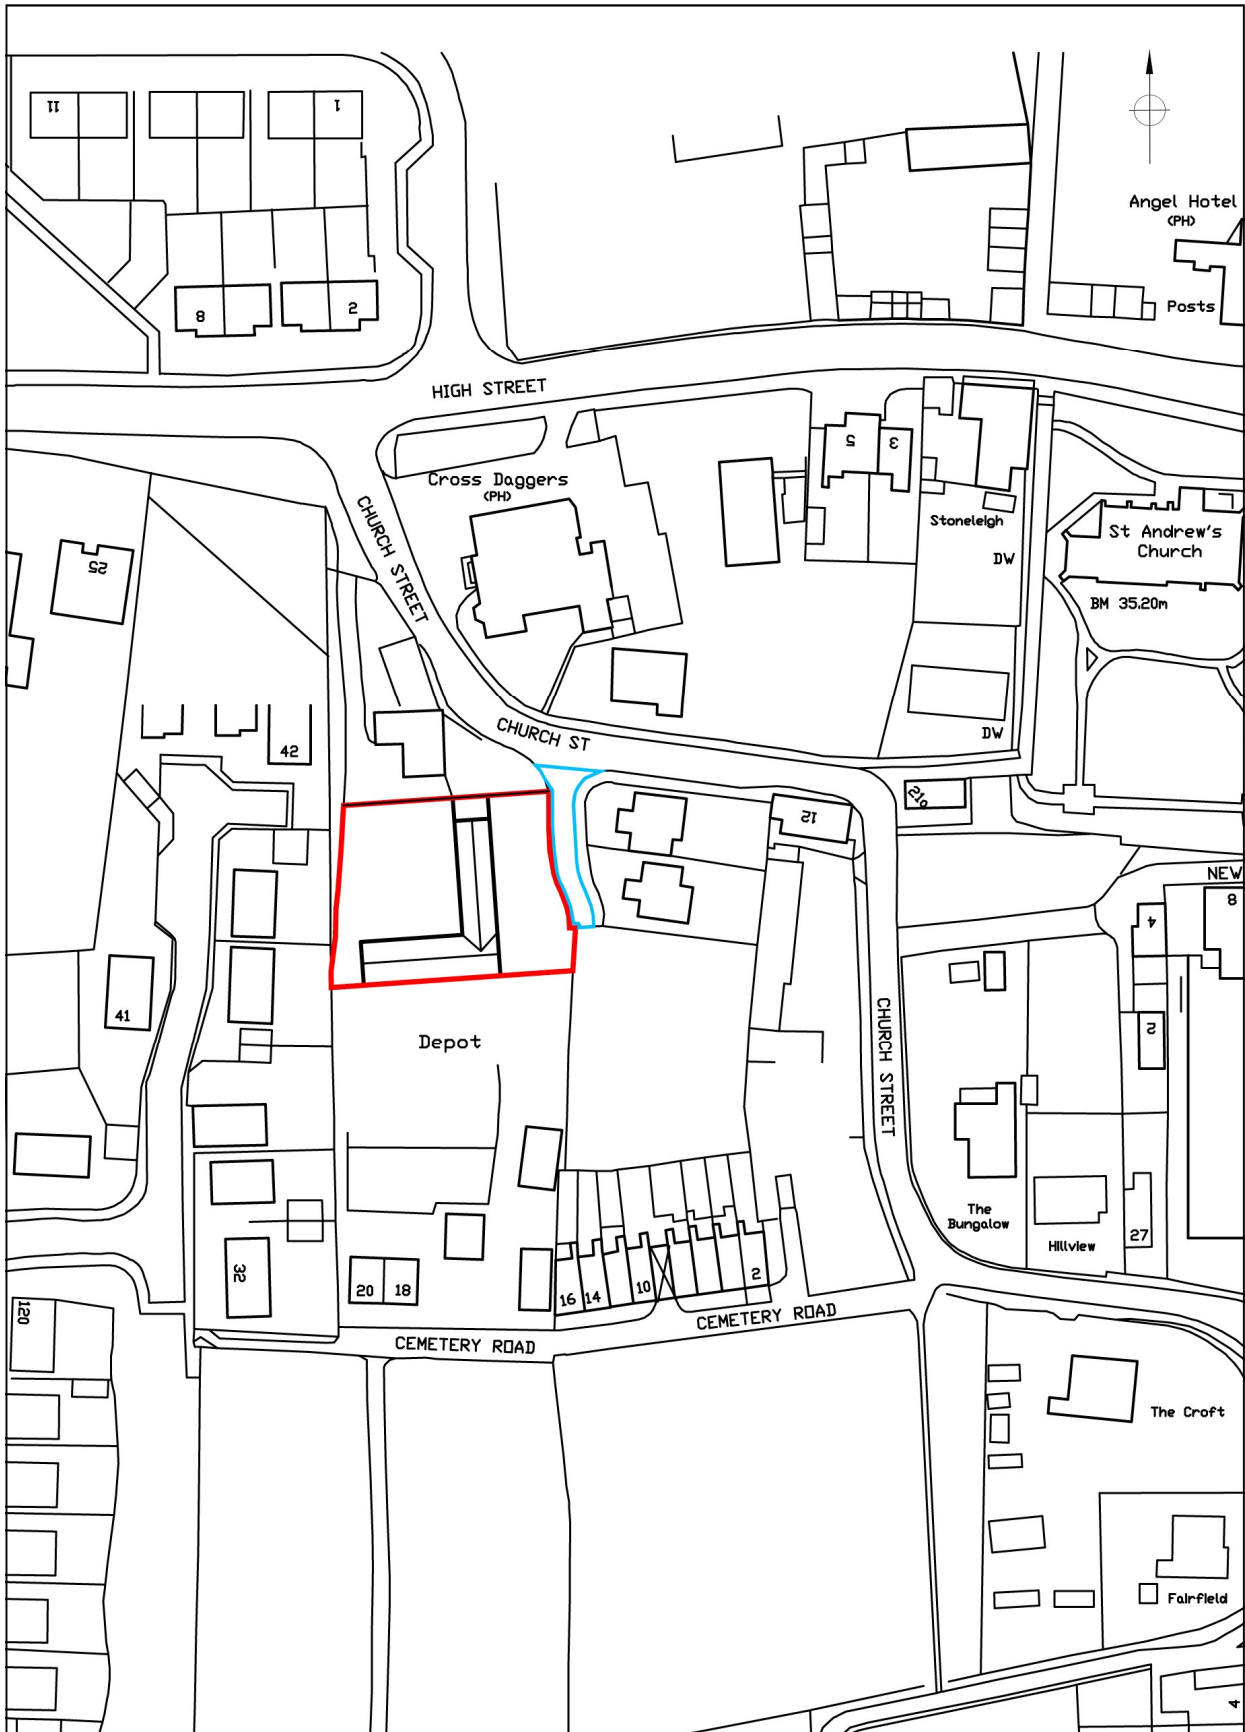 11
1
Angel Hotel
(PH)
8
2
Posts
HIGH STREET
5
3
Cross Daggers
(PH)
CHURCH STREET
Stoneleigh
St Andrew's
Church
DW
25
BM 35.20m
CHURCH ST
DW
42
21a
12
NEW
8
4
41
CHURCH STREET
2
Depot
The
Bungalow
Hillview
27
32
20
18
16
14
10
2
120
CEMETERY ROAD
CEMETERY ROAD
The Croft
Fairfield
4